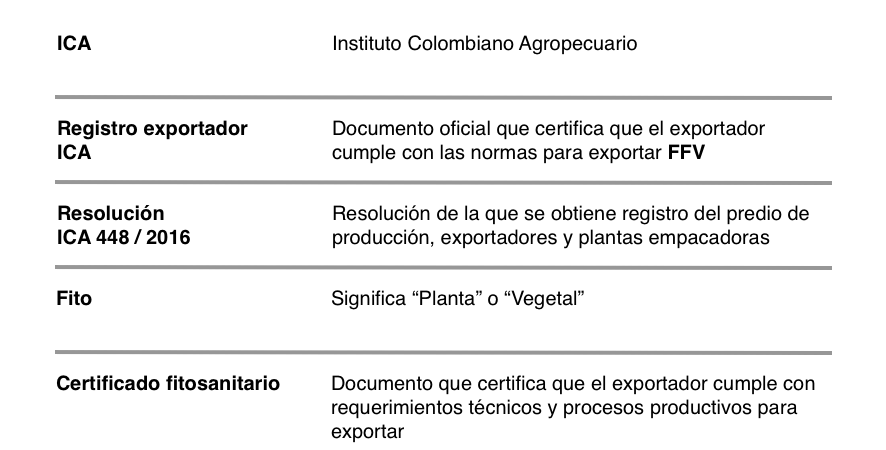 ICA Instituto Colombiano Agropecuario
Registro exportador Documento oficial que certifica que el exportador
ICA cumple con las normas para exportar FFV
Resolución Resolución de la que se obtiene registro del predio de
ICA 448 / 2016 producción, exportadores y plantas empacadoras
Fito Significa “Planta” o “Vegetal”
Certificado fitosanitario Documento que certifica que el exportador cumple con
requerimientos técnicos y procesos productivos para
exportar